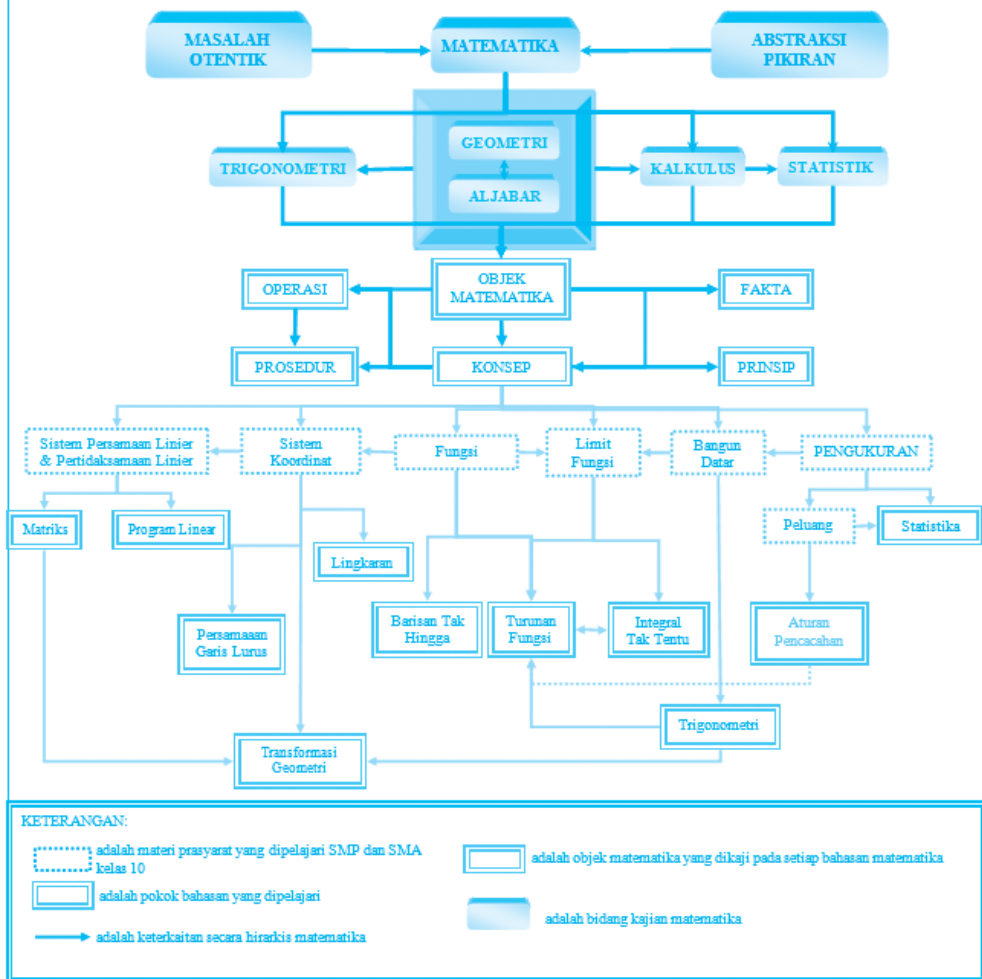 MASALAH
OTENTIK
MATEMATIKA
ABSTRAKSI
PIKIRAN
GEOMETRI
TRIGONOMETRI
KALKULUS
STATISTIK
ALJABAR
OPERASI
OBJEK
MATEMATIKA
FAKTA
PROSEDUR
KONSEP
PRINSIP
Sistem Persamaan Linier
& Pertidaksamaan Linier
Sistem
Koordinat
Fungsi
Limit
Fungsi
Bangun
Datar
PENGUKURAN
Matriks
Program Linear
Lingkaran
Peluang
Statistika
Persamaaan
Garis Lurus
Barisan Tak
Hingga
Turunan
Fungsi
Integral
Tak Tentu
Aturan
Pencacahan
Trigonometri
Transformasi
Geometri
KETERANGAN:
adalah materi prasyarat yang dipelajari SMP dan SMA
kelas 10
adalah objek matematika yang dikaji pada setiap bahasan matematika
adalah pokok bahasan yang dipelajari
adalah bidang kajian matematika
adalah keterkaitan secara hirarkis matematika